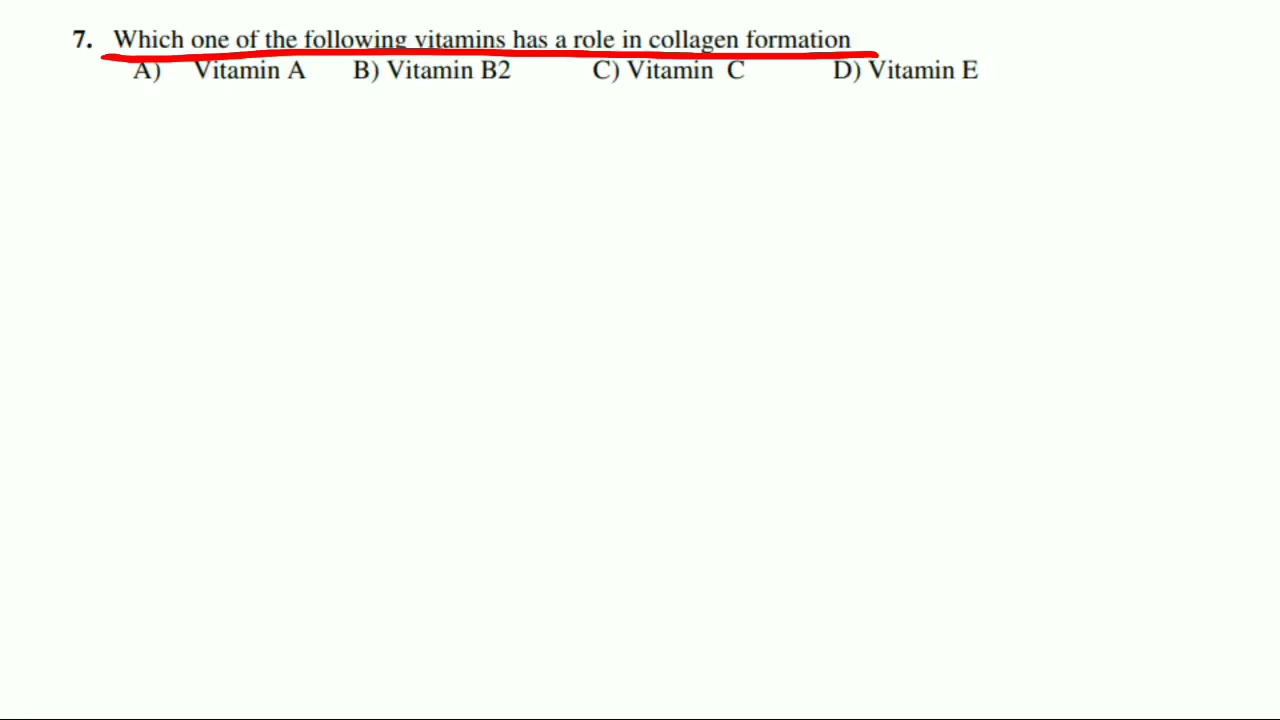 7. Which one of the following vitamins has a role in collagen formation
A) Vitamin A B) Vitamin B2 C) Vitamin C D) Vitamin E